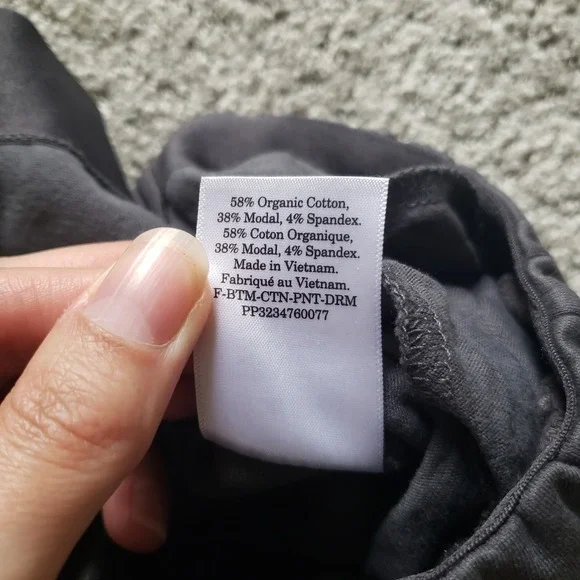 58% Organic Cotton,
38% Modal, 4% Spandex.
58% Coton Organique,
38% Modal, 4% Spandex.
Made in Vietnam.
Fabriqué au Vietnam.
F-BTM-CTN-PNT-DRM
PP3234760077